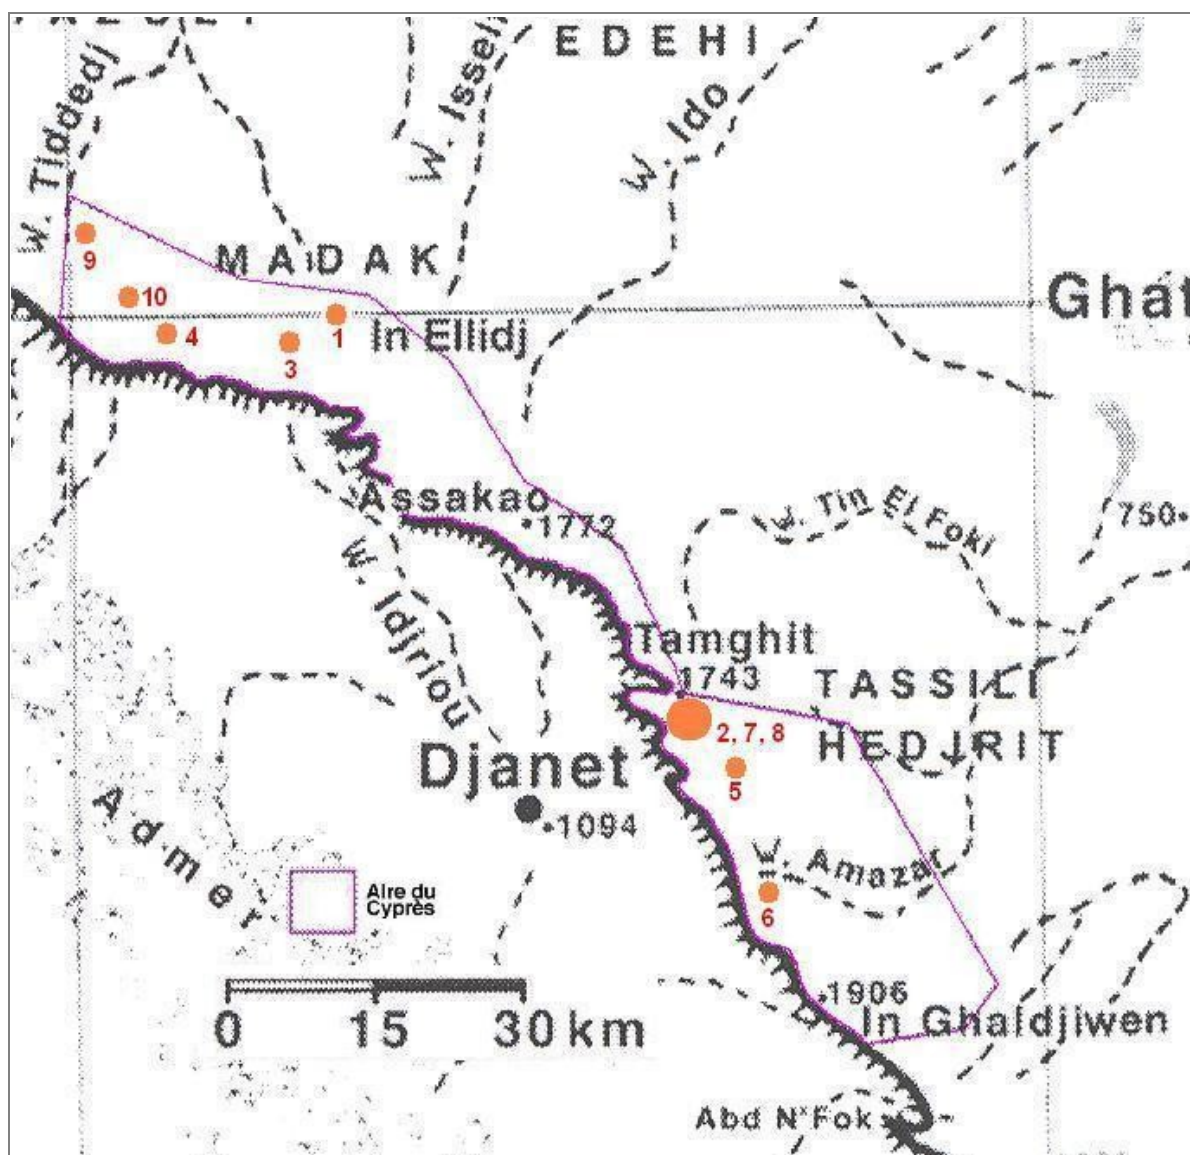 EDEHI
W. Tiddedj
W. Issel
W. Ido
MADAK
9
10
4
3
1
In Ellidj
Ghat
Assakao
1772
W. Tin El Foki
750
W. Idjriou
Tamghit
1743
TASSILI
2, 7, 8
HEDJRIT
5
Djanet
1094
Admer
W. Amazar
6
Aire du
Cyprès
1906
In Ghaldjiwen
0 15 30 km
Abd N'Fok